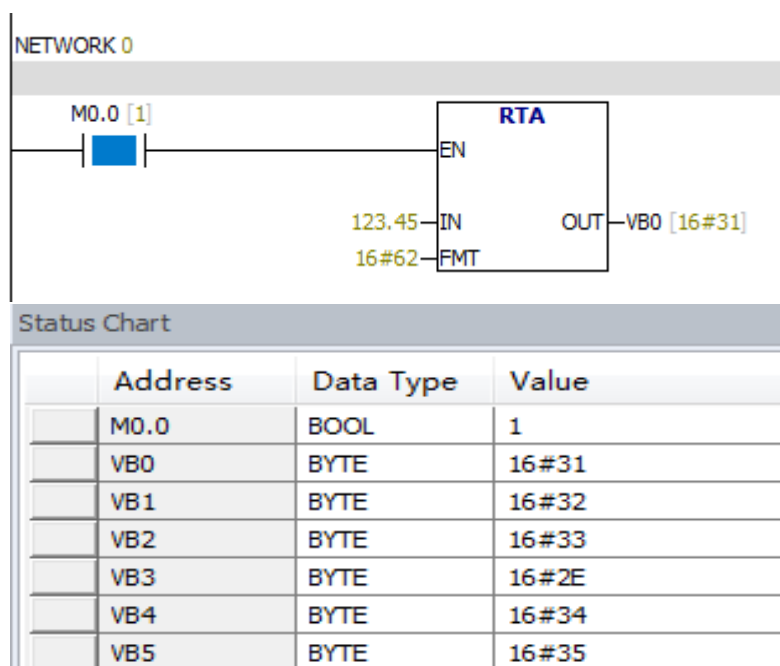 NETWORK 0
M0.0 [1]
RTA
EN
123.45 IN OUT VB0 [16#31]
16#62 FMT
Status Chart
Address Data Type Value
M0.0 BOOL 1
VB0 BYTE 16#31
VB1 BYTE 16#32
VB2 BYTE 16#33
VB3 BYTE 16#2E
VB4 BYTE 16#34
VB5 BYTE 16#35